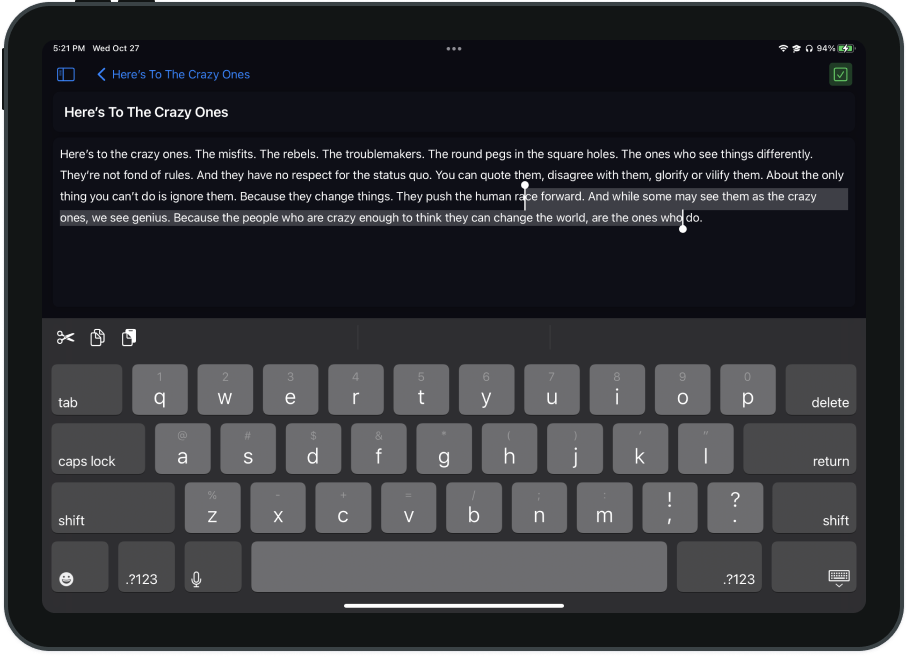 5:21 PM Wed Oct 27
94%
Here's To The Crazy Ones
Here's To The Crazy Ones
Here's to the crazy ones. The misfits. The rebels. The troublemakers. The round pegs in the square holes. The ones who see things differently.
They're not fond of rules. And they have no respect for the status quo. You can quote them, disagree with them, glorify or vilify them. About the only
thing you can't do is ignore them. Because they change things. They push the human race forward. And while some may see them as the crazy
ones, we see genius. Because the people who are crazy enough to think they can change the world, are the ones who do.
1 2 3 4 5 6 7 8 9 0
tab q w e r t y u i o p delete
@ # $ & * ( ) ' "
caps lock a s d f g h j k l return
% - + = / ; : ! ?
shift z x c v b n m , . shift
.?123 .?123